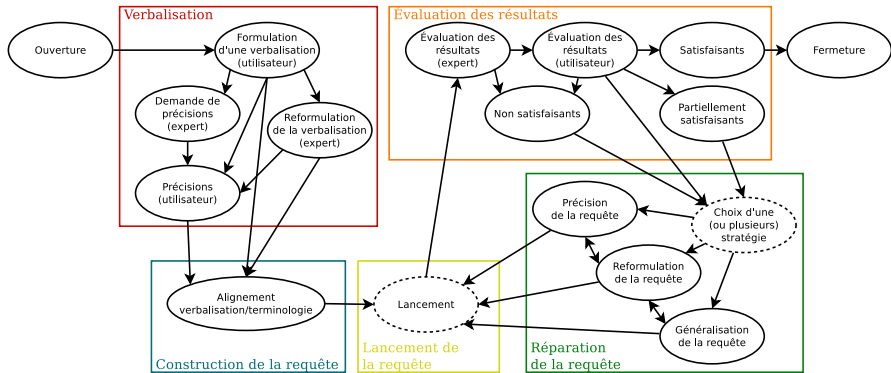 Verbalisation
Ouverture
Formulation
d'une verbalisation
(utilisateur)
Demande de
précisions
(expert)
Reformulation
de la verbalisation
(expert)
Précisions
(utilisateur)
Évaluation des résultats
Évaluation des
résultats
(expert)
Évaluation des
résultats
(utilisateur)
Satisfaisants
Fermeture
Non satisfaisants
Partiellement
satisfaisants
Alignement
verbalisation/terminologie
Construction de la requête
Lancement
Lancement de
la requête
Choix d'une
(ou plusieurs)
stratégie
Précision
de la requête
Reformulation
de la requête
Généralisation
de la requête
Réparation
de la requête